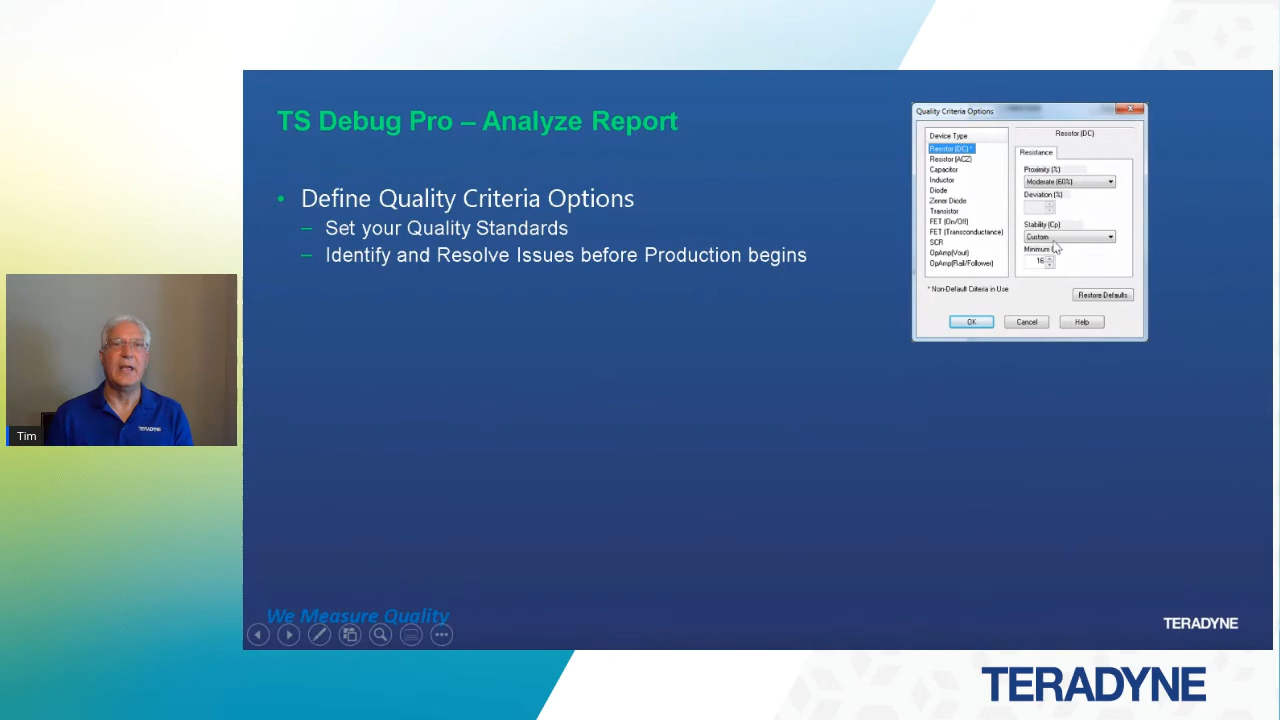 TS Debug Pro – Analyze Report
• Define Quality Criteria Options
– Set your Quality Standards
– Identify and Resolve Issues before Production begins
Quality Criteria Options
Device Type
Resistor (DC) *
Resistor (ACZ)
Capacitor
Inductor
Diode
Zener Diode
Transistor
FET (On/Off)
FET (Transconductance)
SCR
OpAmp(Vout)
OpAmp(Rail/Follower)
Resistor (DC)
Resistance
Proximity (%)
Moderate (60%)
Deviation (%)
Stability (Cp)
Custom
Minimum
16
* Non-Default Criteria in Use
Restore Defaults
OK
Cancel
Help
TERADYNE
Tim
We Measure Quality
TERADYNE
TERADYNE